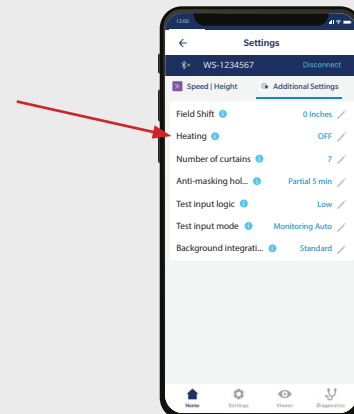 12:00
Settings
WS-1234567 Disconnect
Speed | Height Additional Settings
Field Shift 0 Inches
Heating OFF
Number of curtains 7
Anti-masking hol... Partial 5 min
Test input logic Low
Test input mode Monitoring Auto
Background integrati... Standard
Home Settings Viewer Diagnostics